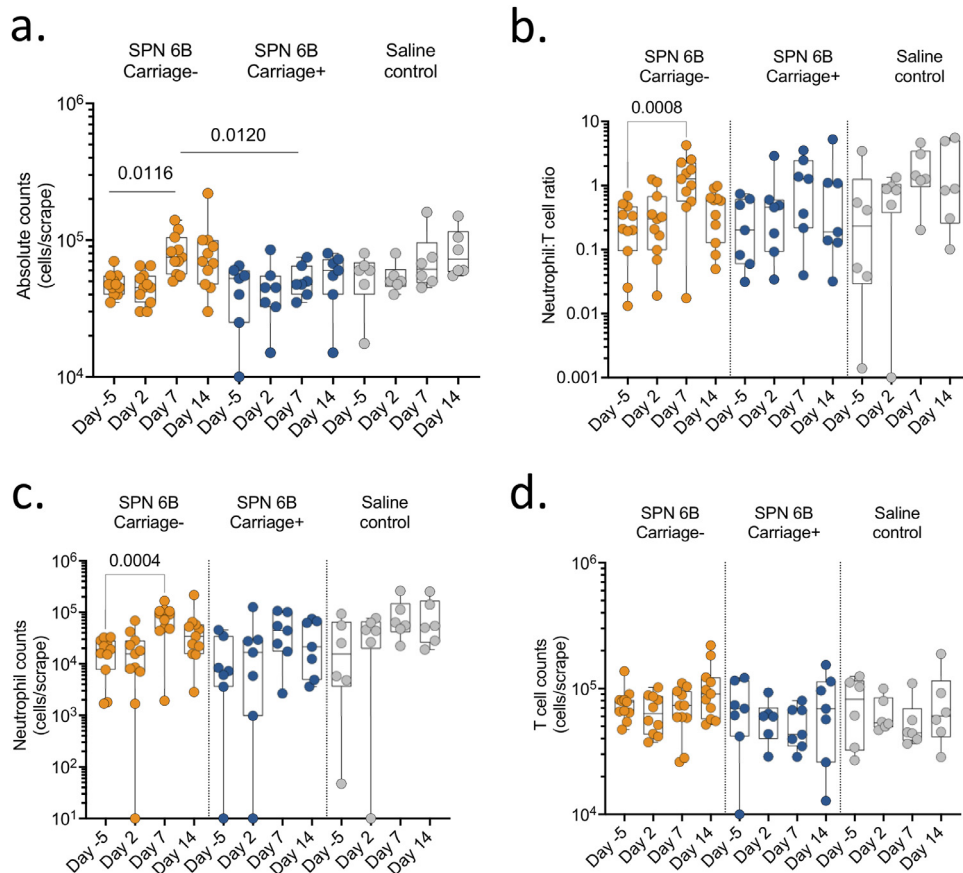 a.
SPN 6B
Carriage-
SPN 6B
Carriage+
Saline
control
Absolute counts
(cells/scrape)
10^6
10^5
10^4
0.0116
0.0120
Day -5
Day 2
Day 7
Day 14
Day -5
Day 2
Day 7
Day 14
Day -5
Day 2
Day 7
Day 14
b.
SPN 6B
Carriage-
SPN 6B
Carriage+
Saline
control
Neutrophil:T cell ratio
10
1
0.1
0.01
0.001
0.0008
Day -5
Day 2
Day 7
Day 14
Day -5
Day 2
Day 7
Day 14
Day -5
Day 2
Day 7
Day 14
c.
SPN 6B
Carriage-
SPN 6B
Carriage+
Saline
control
Neutrophil counts
(cells/scrape)
10^6
10^5
10^4
10^3
10^2
10^1
0.0004
Day -5
Day 2
Day 7
Day 14
Day -5
Day 2
Day 7
Day 14
Day -5
Day 2
Day 7
Day 14
d.
SPN 6B
Carriage-
SPN 6B
Carriage+
Saline
control
T cell counts
(cells/scrape)
10^6
10^5
10^4
Day -5
Day 2
Day 7
Day 14
Day -5
Day 2
Day 7
Day 14
Day -5
Day 2
Day 7
Day 14